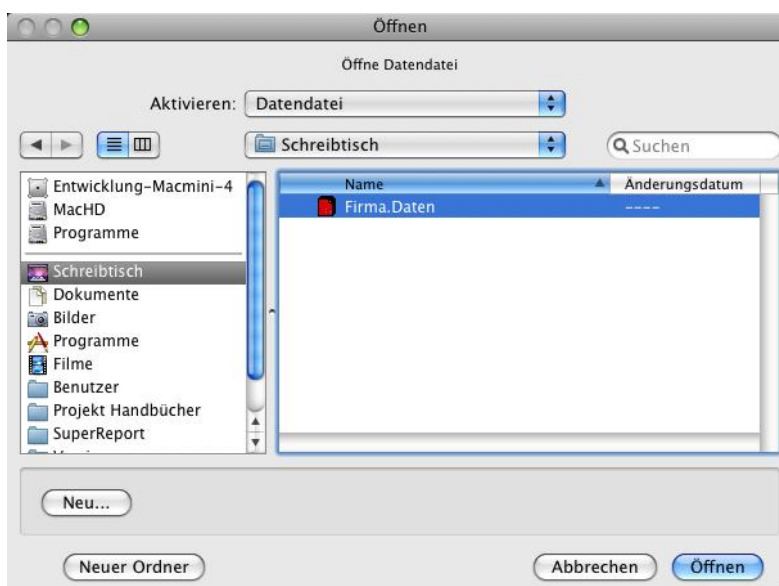 Öffnen
Öffne Datendatei
Aktivieren: Datendatei
Schreibtisch
Suchen
Entwicklung-Macmini-4
MacHD
Programme
Schreibtisch
Dokumente
Bilder
Programme
Filme
Benutzer
Projekt Handbücher
SuperReport
Name Änderungsdatum
Firma.Daten ----
Neu...
Neuer Ordner Abbrechen Öffnen